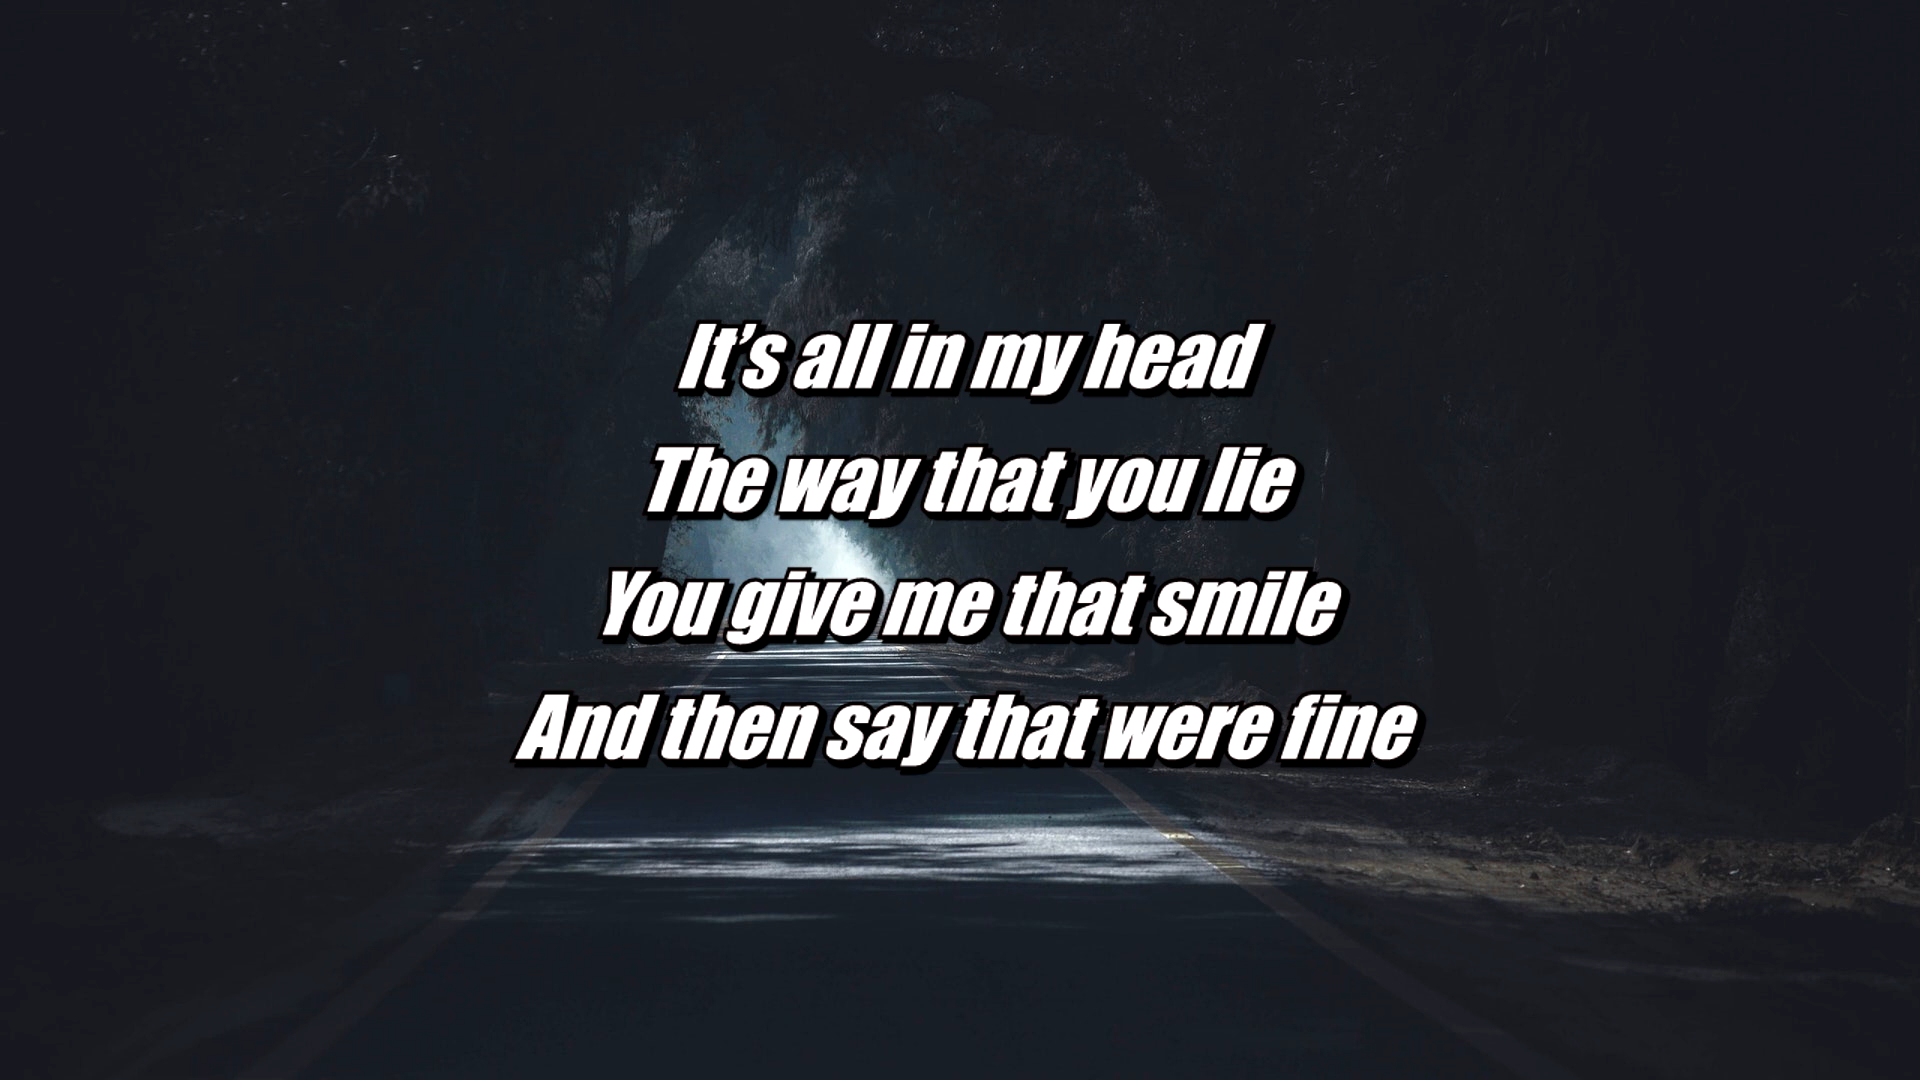 It’s all in my head
The way that you lie
You give me that smile
And then say that were fine